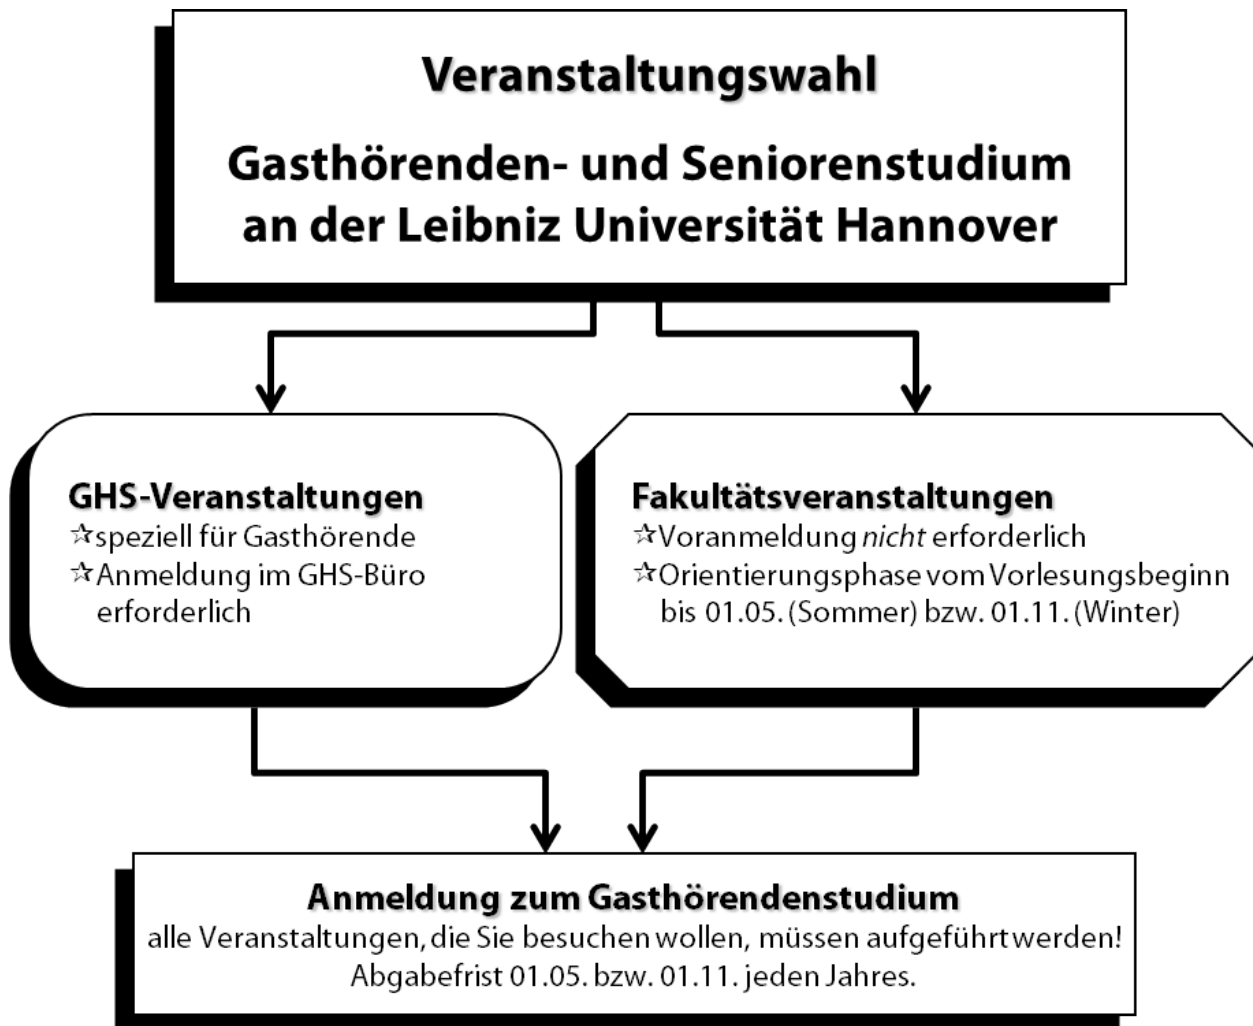 Veranstaltungswahl
Gasthörenden- und Seniorenstudium
an der Leibniz Universität Hannover
GHS-Veranstaltungen
☆speziell für Gasthörende
☆Anmeldung im GHS-Büro
erforderlich
Fakultätsveranstaltungen
☆Voranmeldung nicht erforderlich
☆Orientierungsphase vom Vorlesungsbeginn
bis 01.05. (Sommer) bzw. 01.11. (Winter)
Anmeldung zum Gasthörendenstudium
alle Veranstaltungen, die Sie besuchen wollen, müssen aufgeführt werden!
Abgabefrist 01.05. bzw. 01.11. jeden Jahres.